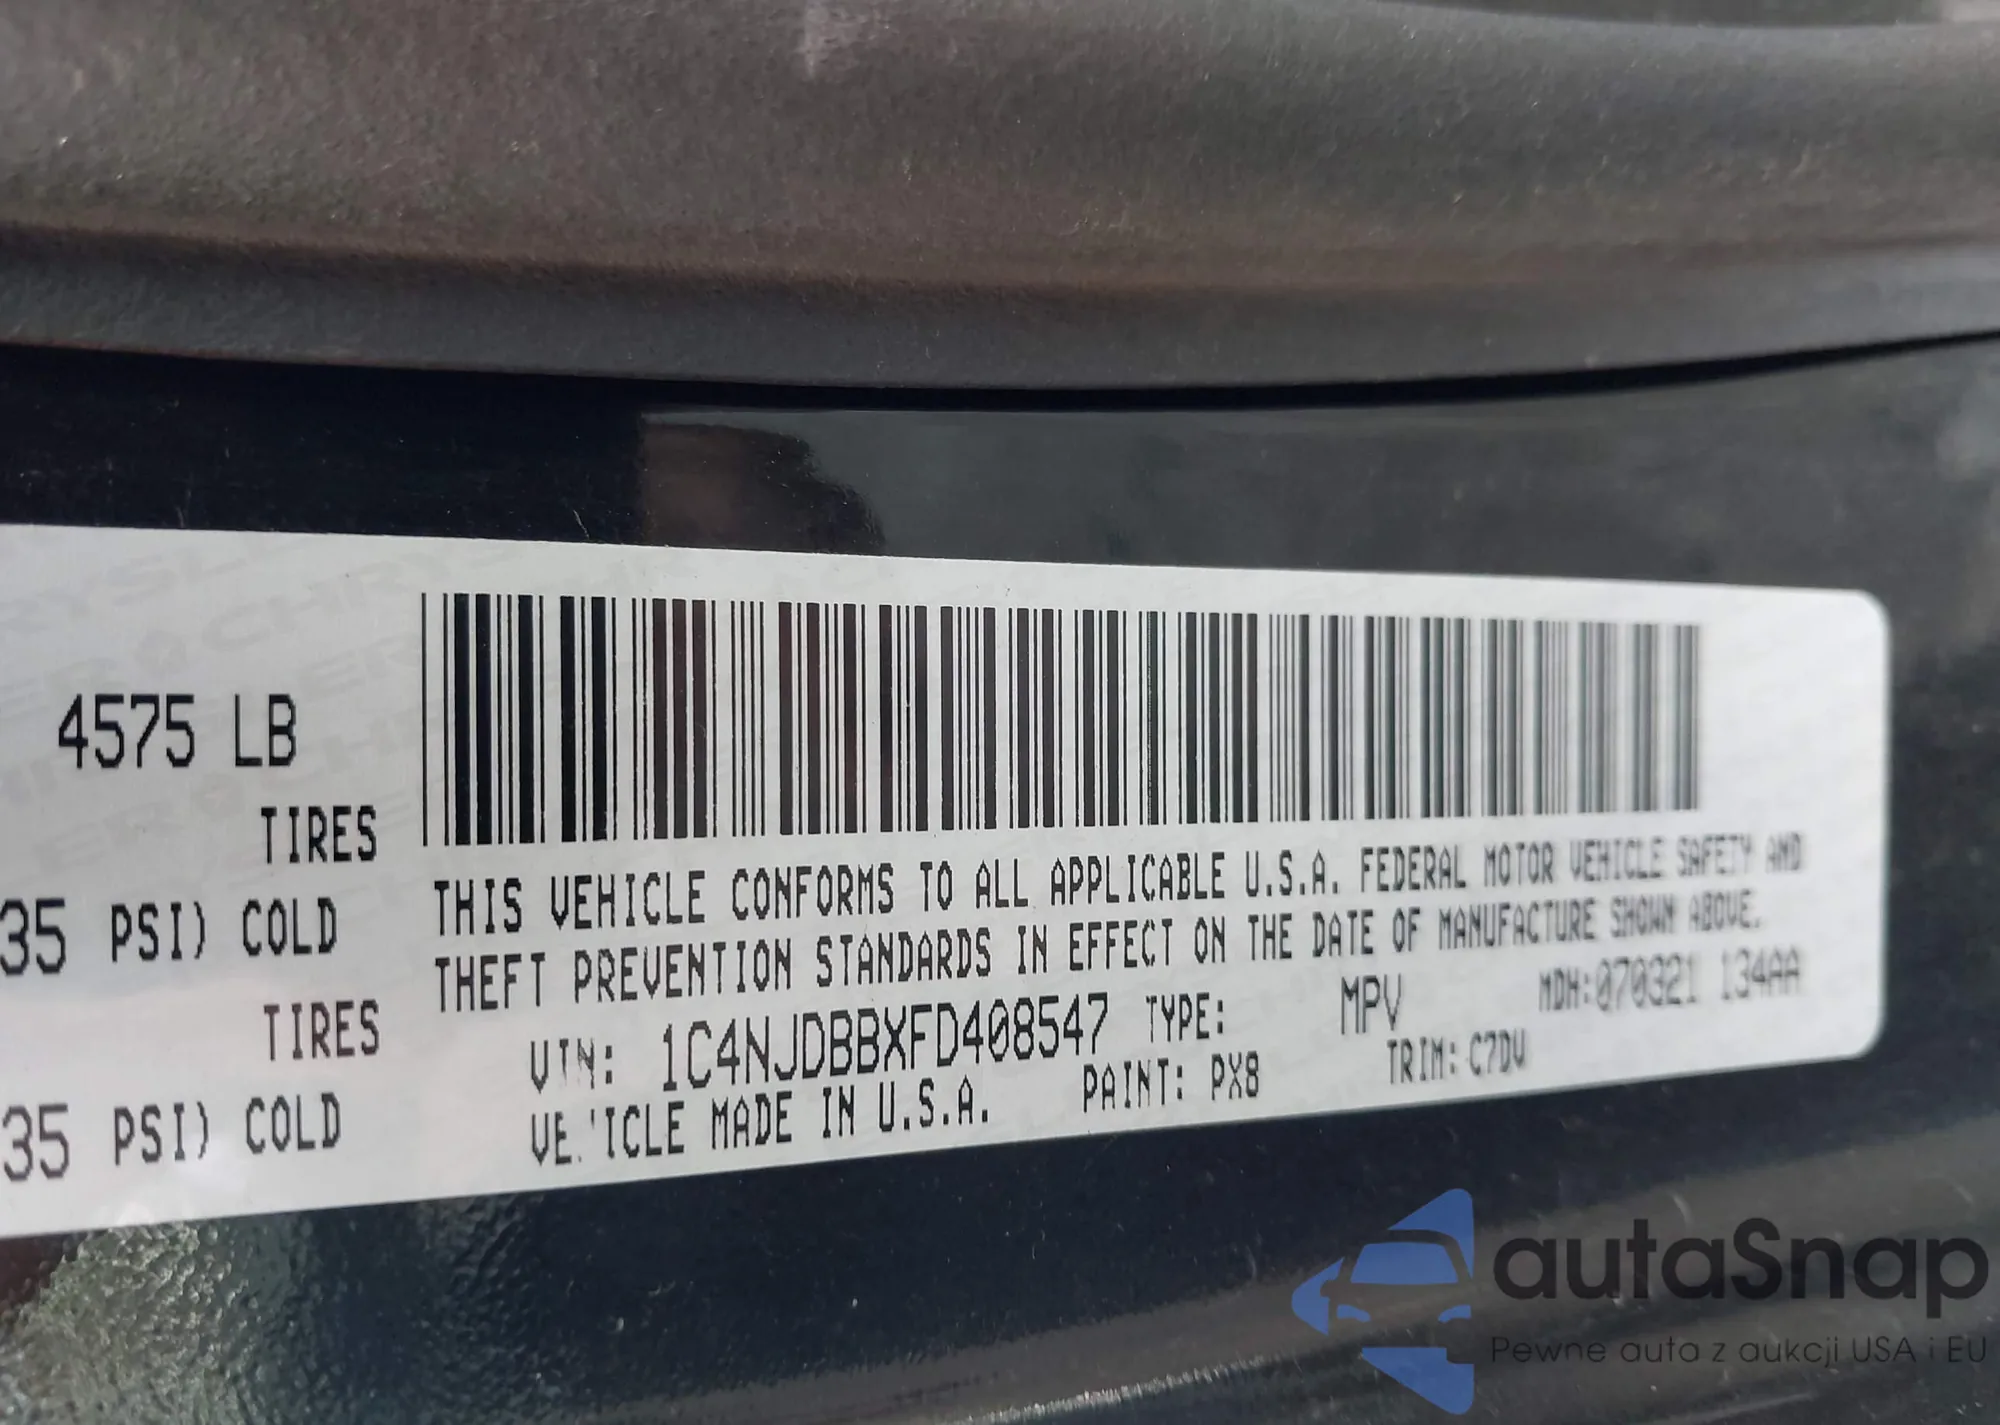 4575 LB
TIRES
35 PSI) COLD
TIRES
35 PSI) COLD
THIS VEHICLE CONFORMS TO ALL APPLICABLE U.S.A. FEDERAL MOTOR VEHICLE SAFETY AND
THEFT PREVENTION STANDARDS IN EFFECT ON THE DATE OF MANUFACTURE SHOWN ABOVE.
VIN: 1C4NJDBBXFD408547 TYPE: MPV MDH:070321 134AA
VEHICLE MADE IN U.S.A. PAINT: PX8 TRIM: C7DV
autaSnap
Pewne auta z aukcji USA i EU